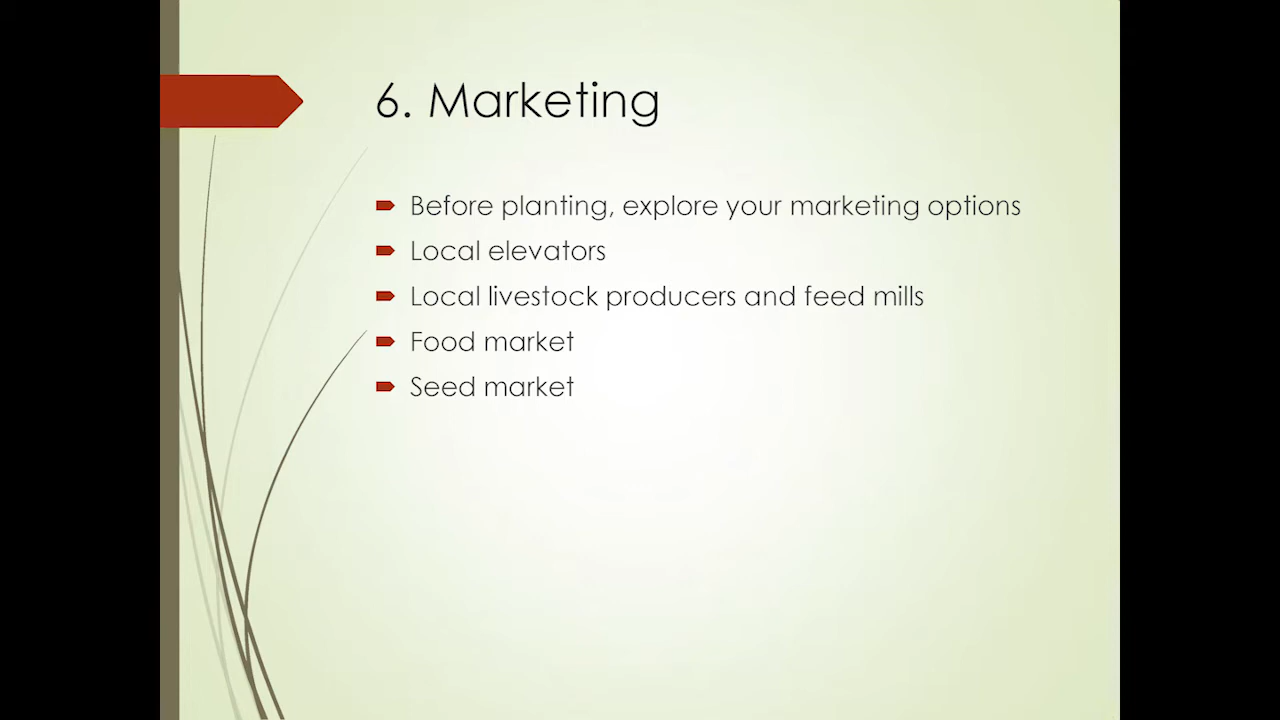 6. Marketing
Before planting, explore your marketing options
Local elevators
Local livestock producers and feed mills
Food market
Seed market